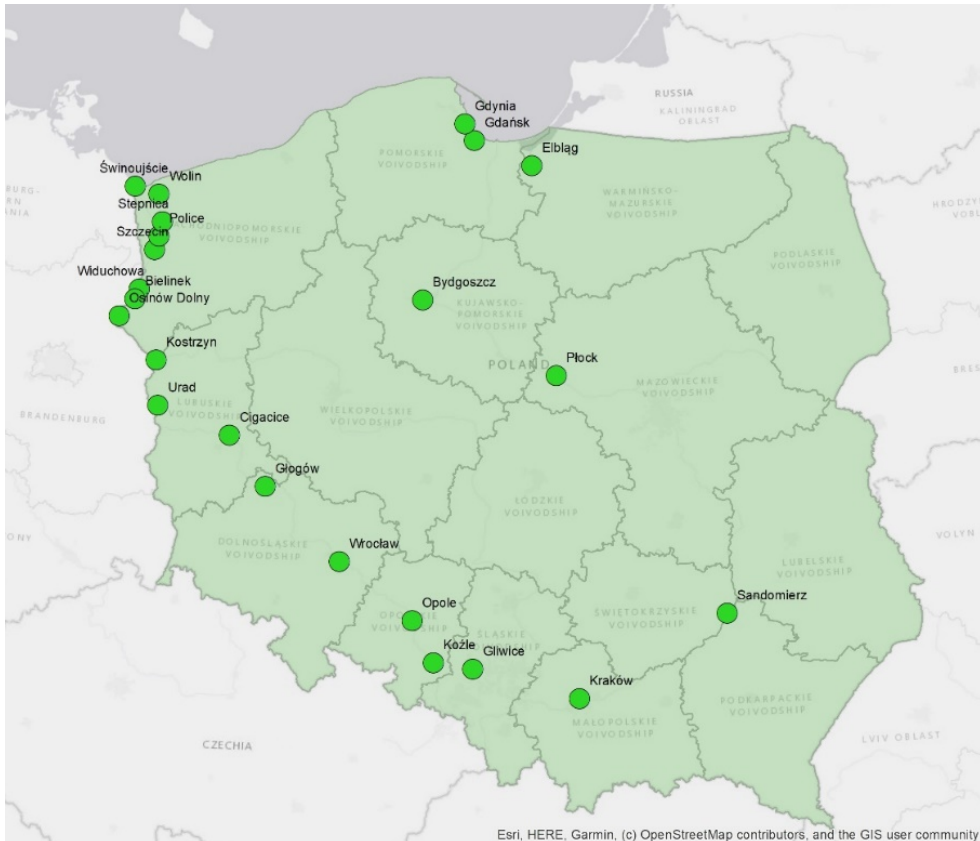 RUSSIA
KALININGRAD
OBLAST
Gdynia
Gdańsk
POMORSKIE
VOIVODSHIP
Elbląg
Świnoujście
Wolin
Stepnica
Police
Szczecin
VOIVODSHIP
WARMIŃSKO-
MAZURSKIE
VOIVODSHIP
PODLASKIE
VOIVODSHIP
Widuchowa
Bielinek
Osinów Dolny
Bydgoszcz
KUJAWSKO-
POMORSKIE
VOIVODSHIP
Kostrzyn
POLAND
Płock
MAZOWIECKIE
VOIVODSHIP
Urad
LUBUSKIE
VOIVODSHIP
WIELKOPOLSKIE
VOIVODSHIP
BRANDENBURG
Cigacice
Głogów
ŁÓDZKIE
VOIVODSHIP
DOLNOŚLĄSKIE
VOIVODSHIP
Wrocław
VOLYN
LUBELSKIE
VOIVODSHIP
Sandomierz
ŚWIĘTOKRZYSKIE
VOIVODSHIP
Opole
VOIVODSHIP
ŚLĄSKIE
Koźle
Gliwice
Kraków
MAŁOPOLSKIE
VOIVODSHIP
PODKARPACKIE
VOIVODSHIP
CZECHIA
LVIV OBLAST
Esri, HERE, Garmin, (c) OpenStreetMap contributors, and the GIS user community